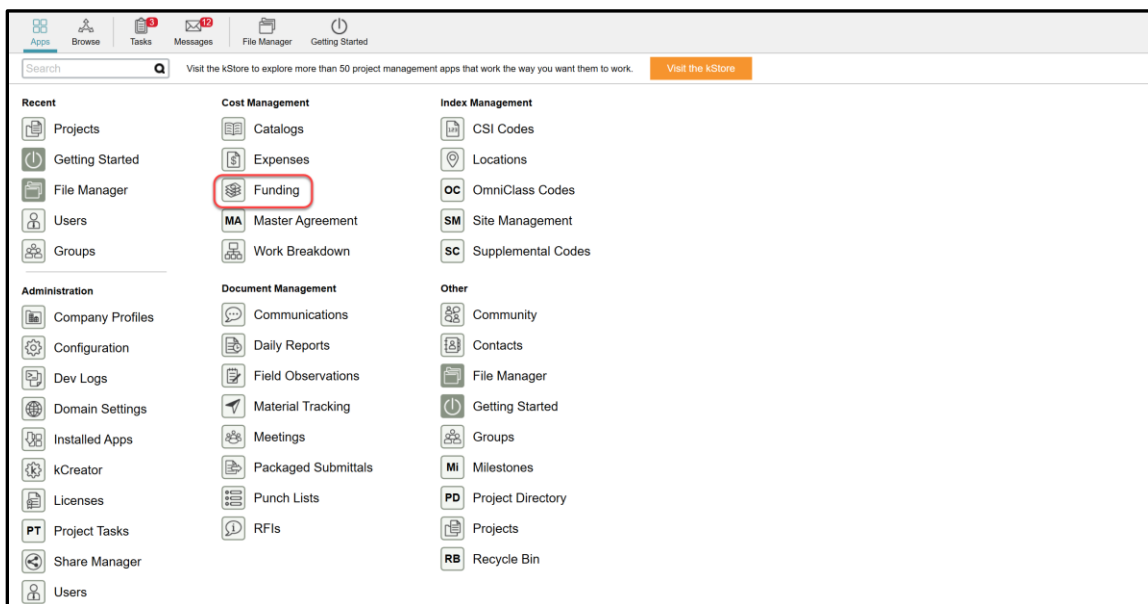 3
12
Apps
Browse
Tasks
Messages
File Manager
Getting Started
Search
Visit the kStore to explore more than 50 project management apps that work the way you want them to work.
Visit the kStore
Recent
Projects
Getting Started
File Manager
Users
Groups
Administration
Company Profiles
Configuration
Dev Logs
Domain Settings
Installed Apps
kCreator
Licenses
PT Project Tasks
Share Manager
Users
Cost Management
Catalogs
Expenses
Funding
MA Master Agreement
Work Breakdown
Document Management
Communications
Daily Reports
Field Observations
Material Tracking
Meetings
Packaged Submittals
Punch Lists
RFIs
Index Management
123 CSI Codes
Locations
OC OmniClass Codes
SM Site Management
SC Supplemental Codes
Other
Community
Contacts
File Manager
Getting Started
Groups
Mi Milestones
PD Project Directory
Projects
RB Recycle Bin